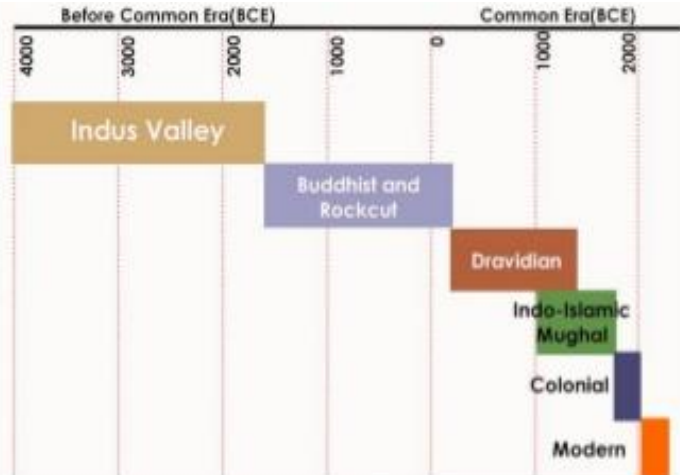 Before Common Era(BCE)
Common Era(BCE)
4000
3000
2000
1000
0
1000
2000
Indus Valley
Buddhist and
Rockcut
Dravidian
Indo-Islamic
Mughal
Colonial
Modern